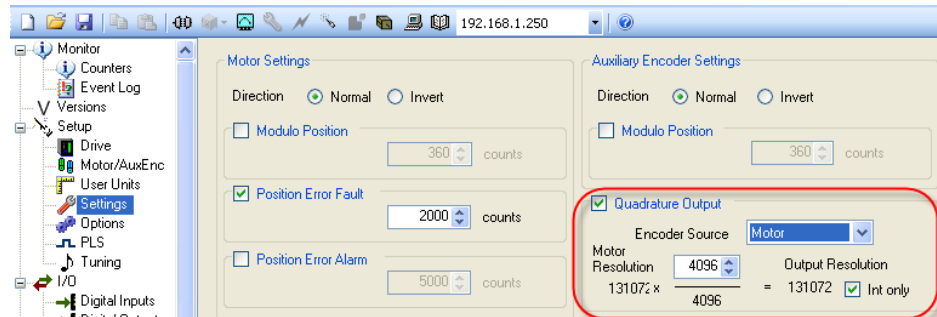 192.168.1.250
Monitor
Counters
Event Log
Versions
Setup
Drive
Motor/AuxEnc
User Units
Settings
Options
PLS
Tuning
I/O
Digital Inputs
Motor Settings
Direction Normal Invert
Modulo Position
360 counts
Position Error Fault
2000 counts
Position Error Alarm
5000 counts
Auxiliary Encoder Settings
Direction Normal Invert
Modulo Position
360 counts
Quadrature Output
Encoder Source Motor
Motor
Resolution 4096 Output Resolution
131072 x 4096 = 131072 Int only